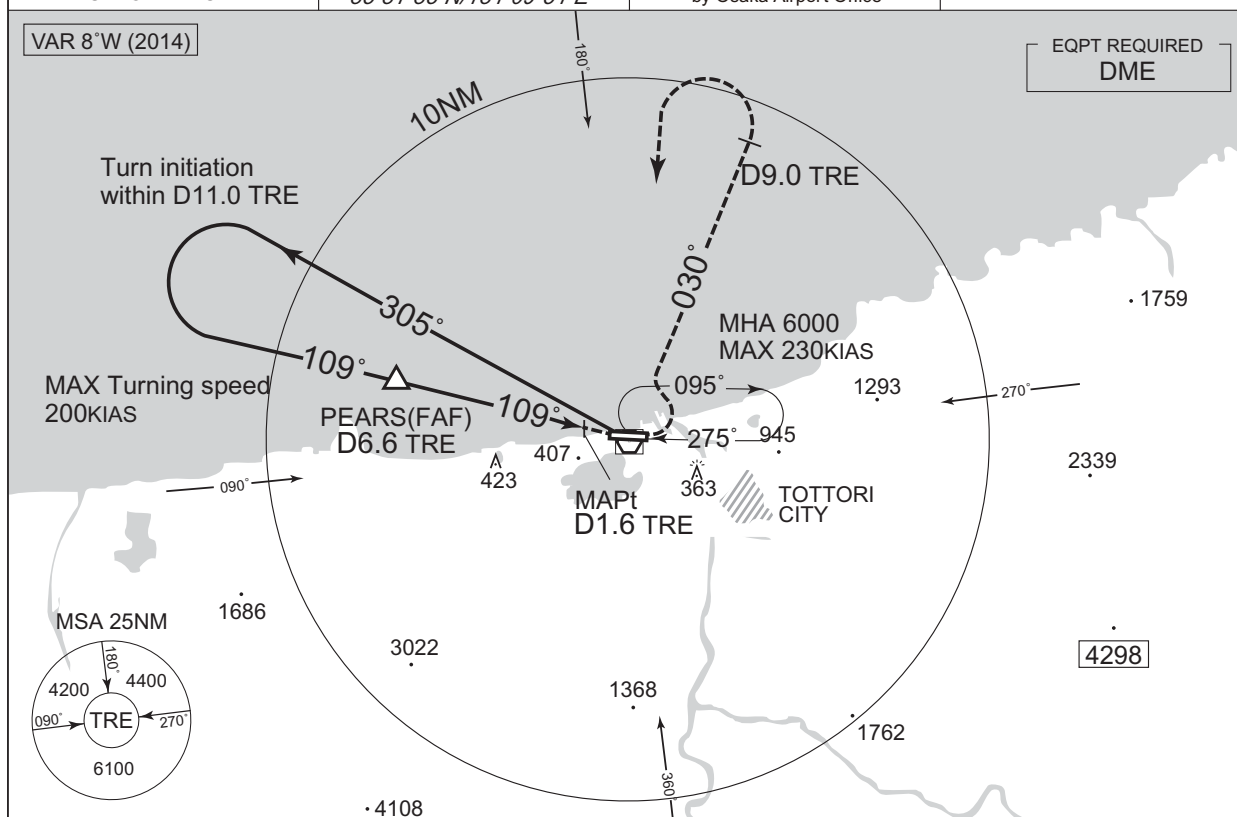 VAR 8°W (2014)
EQPT REQUIRED
DME
180°
10NM
Turn initiation
within D11.0 TRE
D9.0 TRE
305°
030°
1759
MHA 6000
MAX 230KIAS
109°
MAX Turning speed
200KIAS
095°
1293
270°
PEARS(FAF)
D6.6 TRE
109°
275°
945
407
423
363
2339
090°
MAPt
D1.6 TRE
TOTTORI
CITY
1686
MSA 25NM
180°
4200
4400
090°
TRE
270°
6100
3022
4298
1368
1762
360°
4108